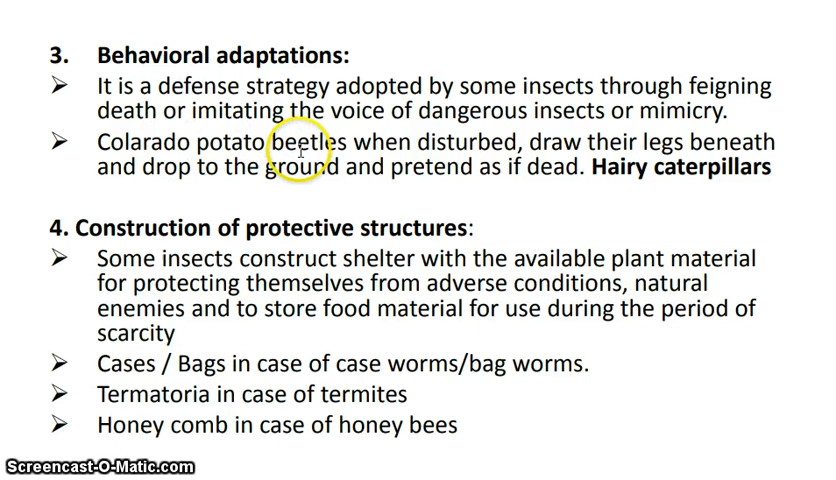 3. Behavioral adaptations:
➢ It is a defense strategy adopted by some insects through feigning
death or imitating the voice of dangerous insects or mimicry.
➢ Colarado potato beetles when disturbed, draw their legs beneath
and drop to the ground and pretend as if dead. Hairy caterpillars
4. Construction of protective structures:
➢ Some insects construct shelter with the available plant material
for protecting themselves from adverse conditions, natural
enemies and to store food material for use during the period of
scarcity
➢ Cases / Bags in case of case worms/bag worms.
➢ Termatoria in case of termites
➢ Honey comb in case of honey bees
Screencast-O-Matic.com